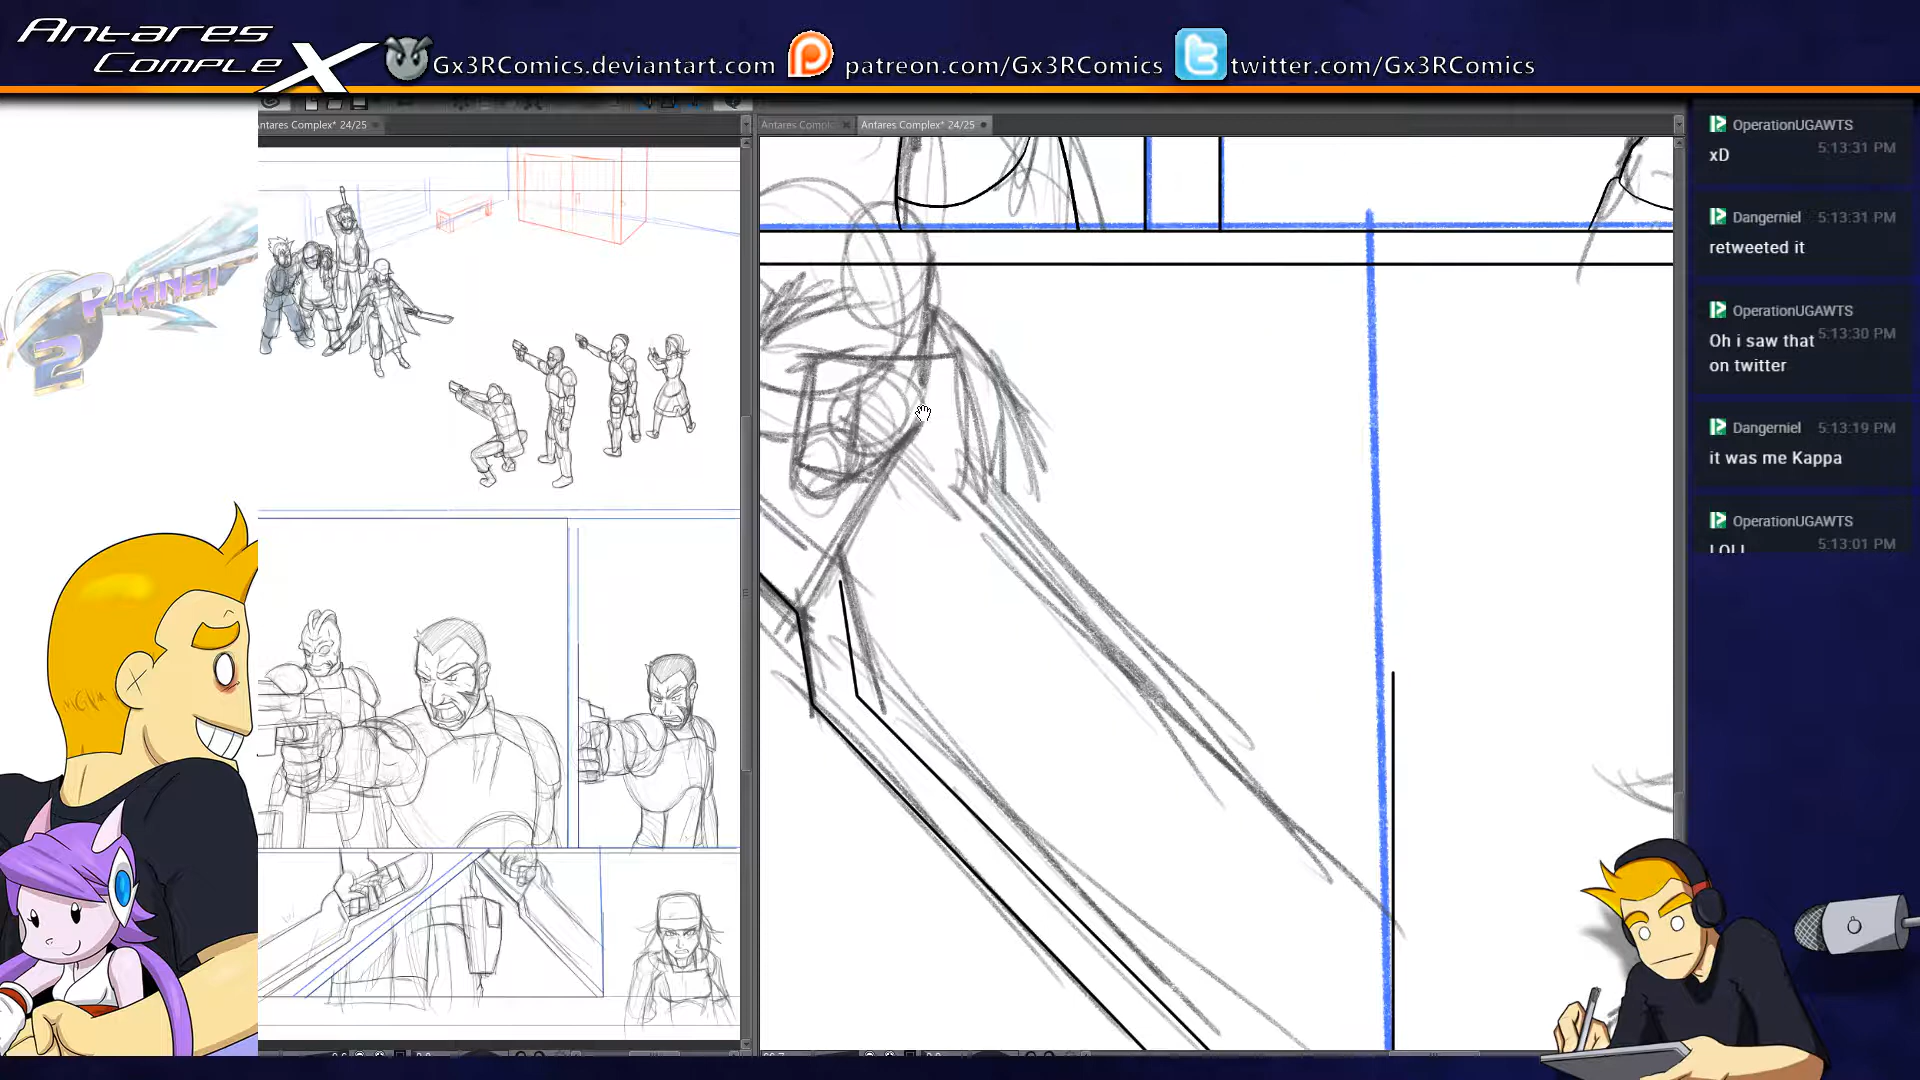 Antares
Complex
Gx3RComics.deviantart.com
patreon.com/Gx3RComics
twitter.com/Gx3RComics
ntares Complex* 24/25
Antares Compl
Antares Complex* 24/25
PLANET
2
OperationUGAWTS
5:13:31 PM
xD
Dangerniel 5:13:31 PM
retweeted it
OperationUGAWTS
5:13:30 PM
Oh i saw that
on twitter
Dangerniel 5:13:19 PM
it was me Kappa
OperationUGAWTS
5:13:01 PM
LOLL